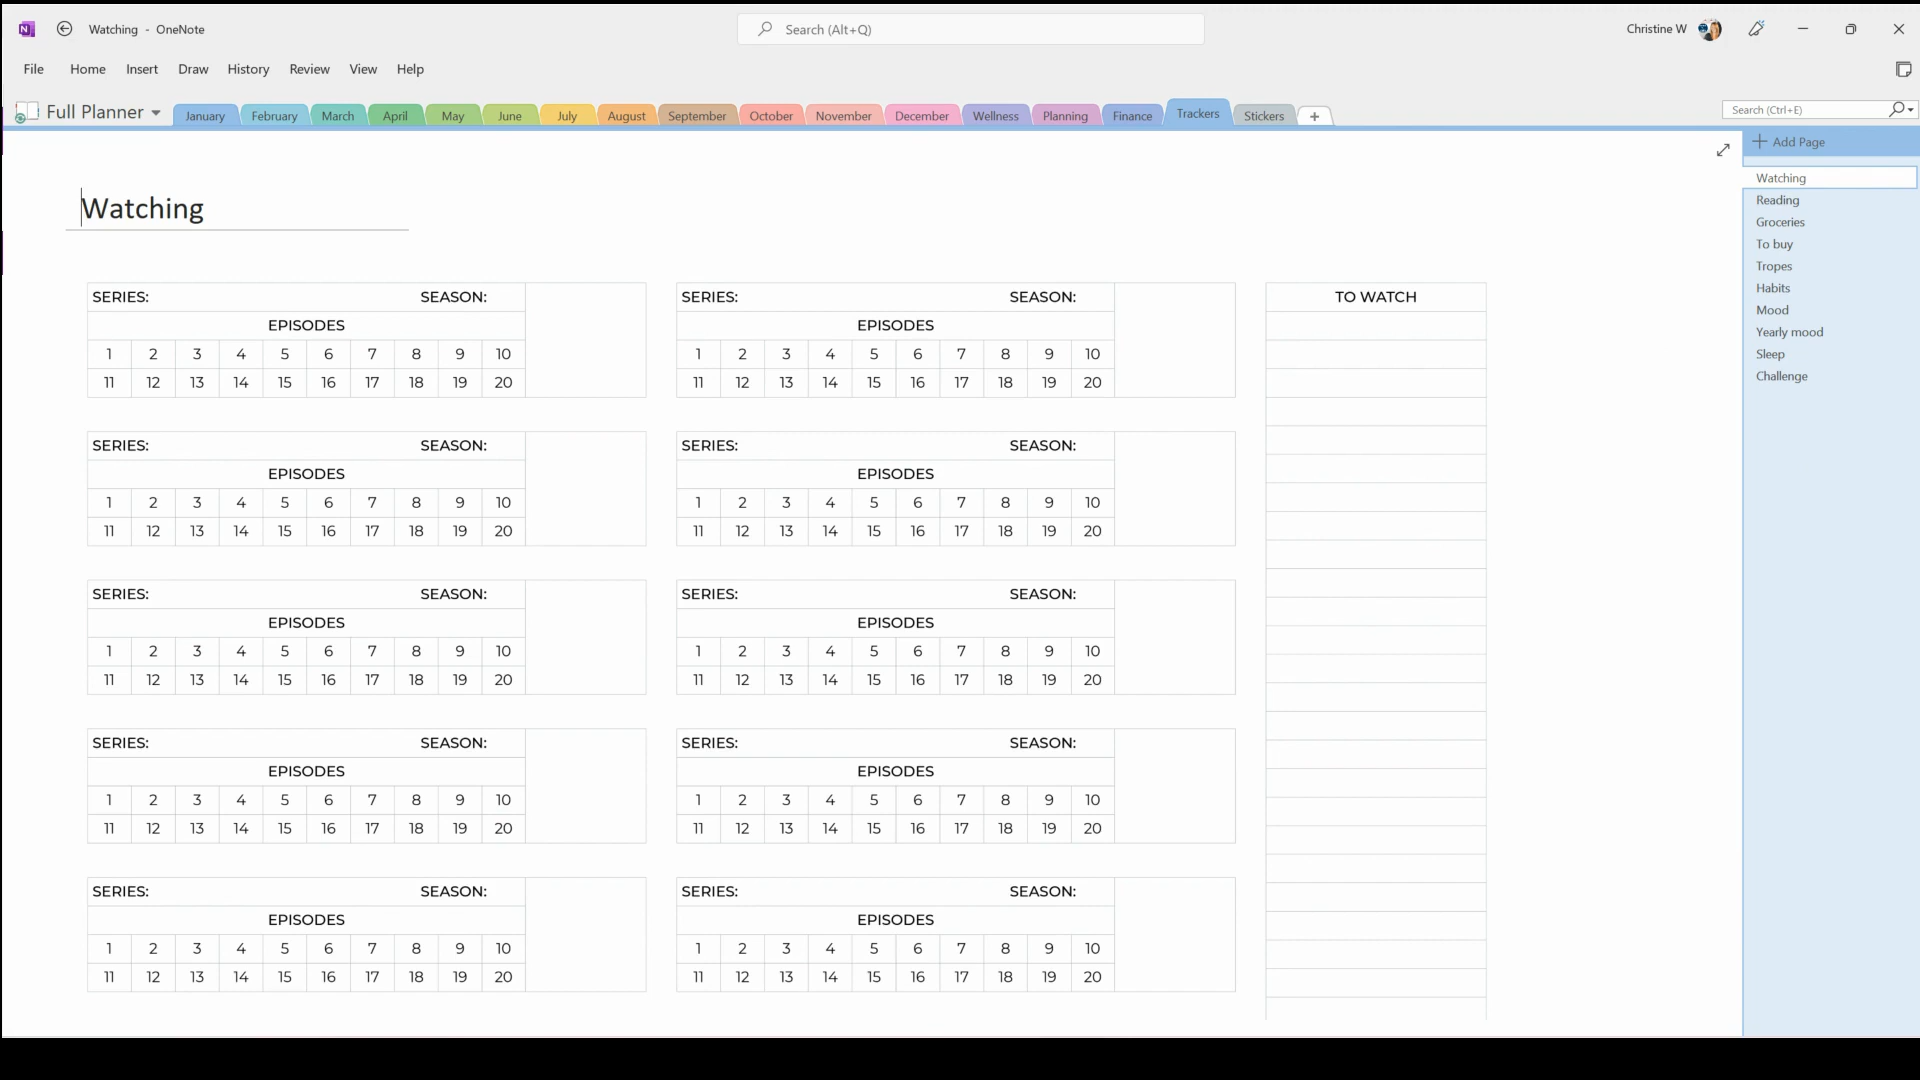 Watching - OneNote
Search (Alt+Q)
Christine W
File Home Insert Draw History Review View Help
Full Planner
January February March April May June July August September October November December Wellness Planning Finance Trackers Stickers +
Search (Ctrl+E)
Add Page
Watching
Reading
Groceries
To buy
Tropes
Habits
Mood
Yearly mood
Sleep
Challenge
Watching
SERIES: SEASON:
EPISODES
1 2 3 4 5 6 7 8 9 10
11 12 13 14 15 16 17 18 19 20
SERIES: SEASON:
EPISODES
1 2 3 4 5 6 7 8 9 10
11 12 13 14 15 16 17 18 19 20
SERIES: SEASON:
EPISODES
1 2 3 4 5 6 7 8 9 10
11 12 13 14 15 16 17 18 19 20
SERIES: SEASON:
EPISODES
1 2 3 4 5 6 7 8 9 10
11 12 13 14 15 16 17 18 19 20
SERIES: SEASON:
EPISODES
1 2 3 4 5 6 7 8 9 10
11 12 13 14 15 16 17 18 19 20
SERIES: SEASON:
EPISODES
1 2 3 4 5 6 7 8 9 10
11 12 13 14 15 16 17 18 19 20
SERIES: SEASON:
EPISODES
1 2 3 4 5 6 7 8 9 10
11 12 13 14 15 16 17 18 19 20
SERIES: SEASON:
EPISODES
1 2 3 4 5 6 7 8 9 10
11 12 13 14 15 16 17 18 19 20
SERIES: SEASON:
EPISODES
1 2 3 4 5 6 7 8 9 10
11 12 13 14 15 16 17 18 19 20
SERIES: SEASON:
EPISODES
1 2 3 4 5 6 7 8 9 10
11 12 13 14 15 16 17 18 19 20
TO WATCH